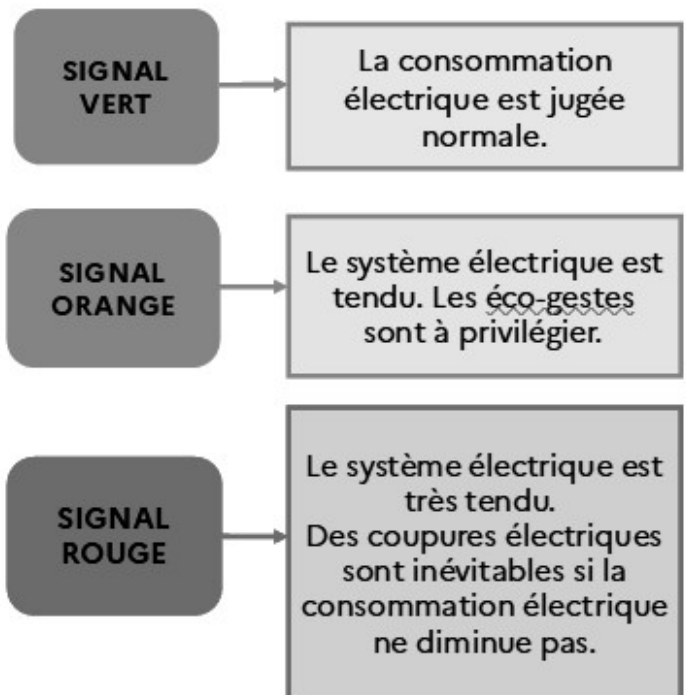 SIGNAL
VERT
La consommation
électrique est jugée
normale.
SIGNAL
ORANGE
Le système électrique est
tendu. Les éco-gestes
sont à privilégier.
SIGNAL
ROUGE
Le système électrique est
très tendu.
Des coupures électriques
sont inévitables si la
consommation électrique
ne diminue pas.